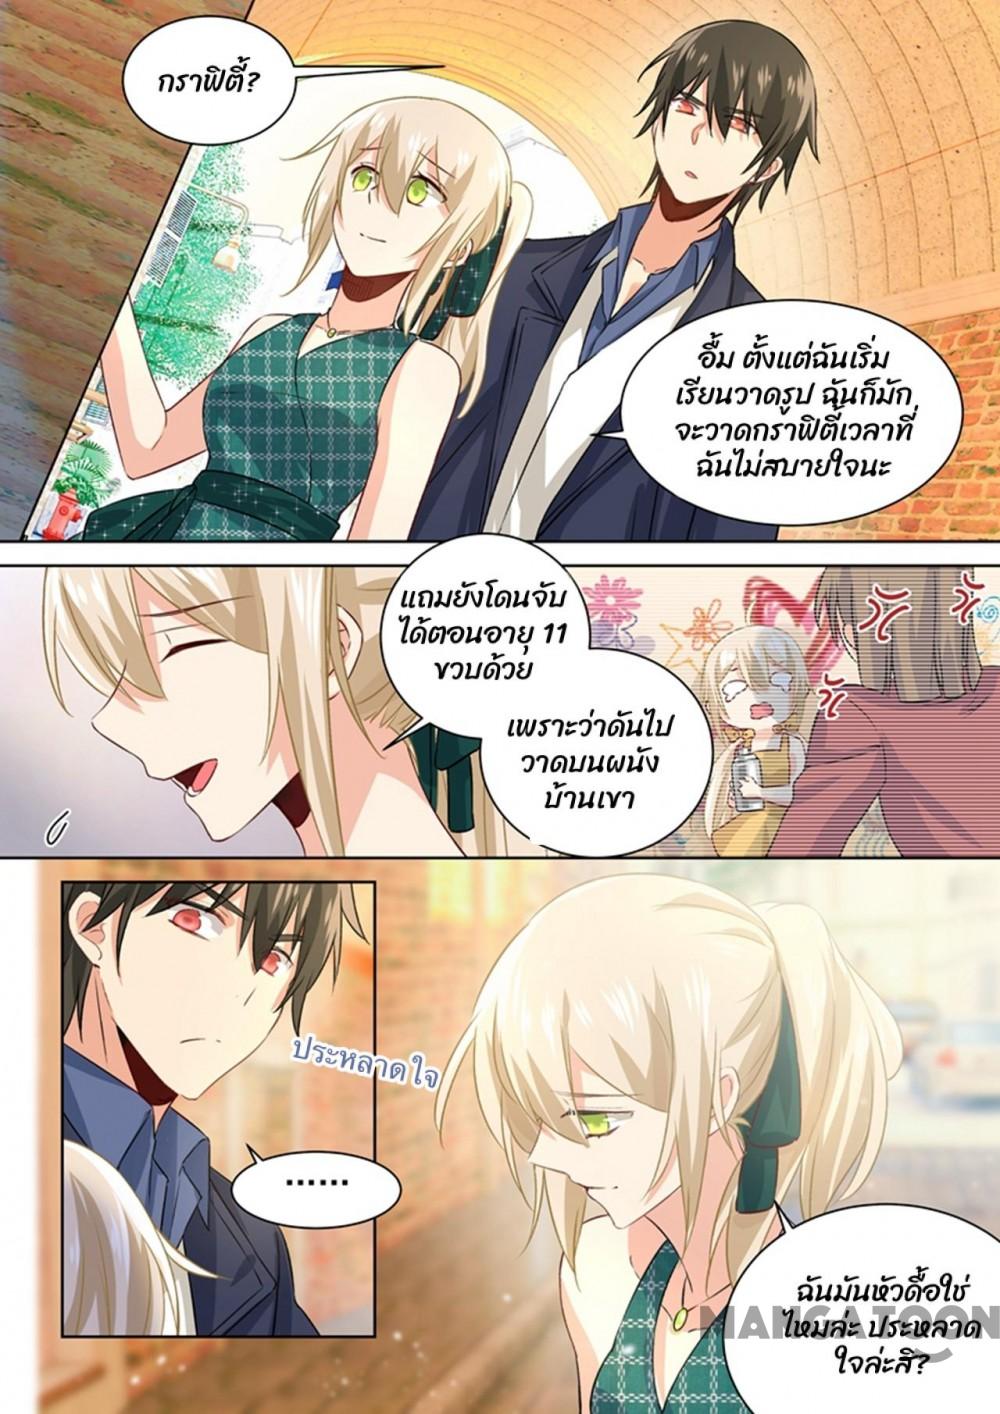 กราฟิตี้?
อื้ม ตั้งแต่ฉันเริ่ม
เรียนวาดรูป ฉันก็มัก
จะวาดกราฟิตี้เวลาที่
ฉันไม่สบายใจนะ
แถมยังโดนจับ
ได้ตอนอายุ 11
ขวบด้วย
เพราะว่าดันไป
วาดบนผนัง
บ้านเขา
ประหลาดใจ
......
ฉันมันหัวดื้อใช่
ไหมล่ะ ประหลาด
ใจล่ะสิ?
MANGATOON